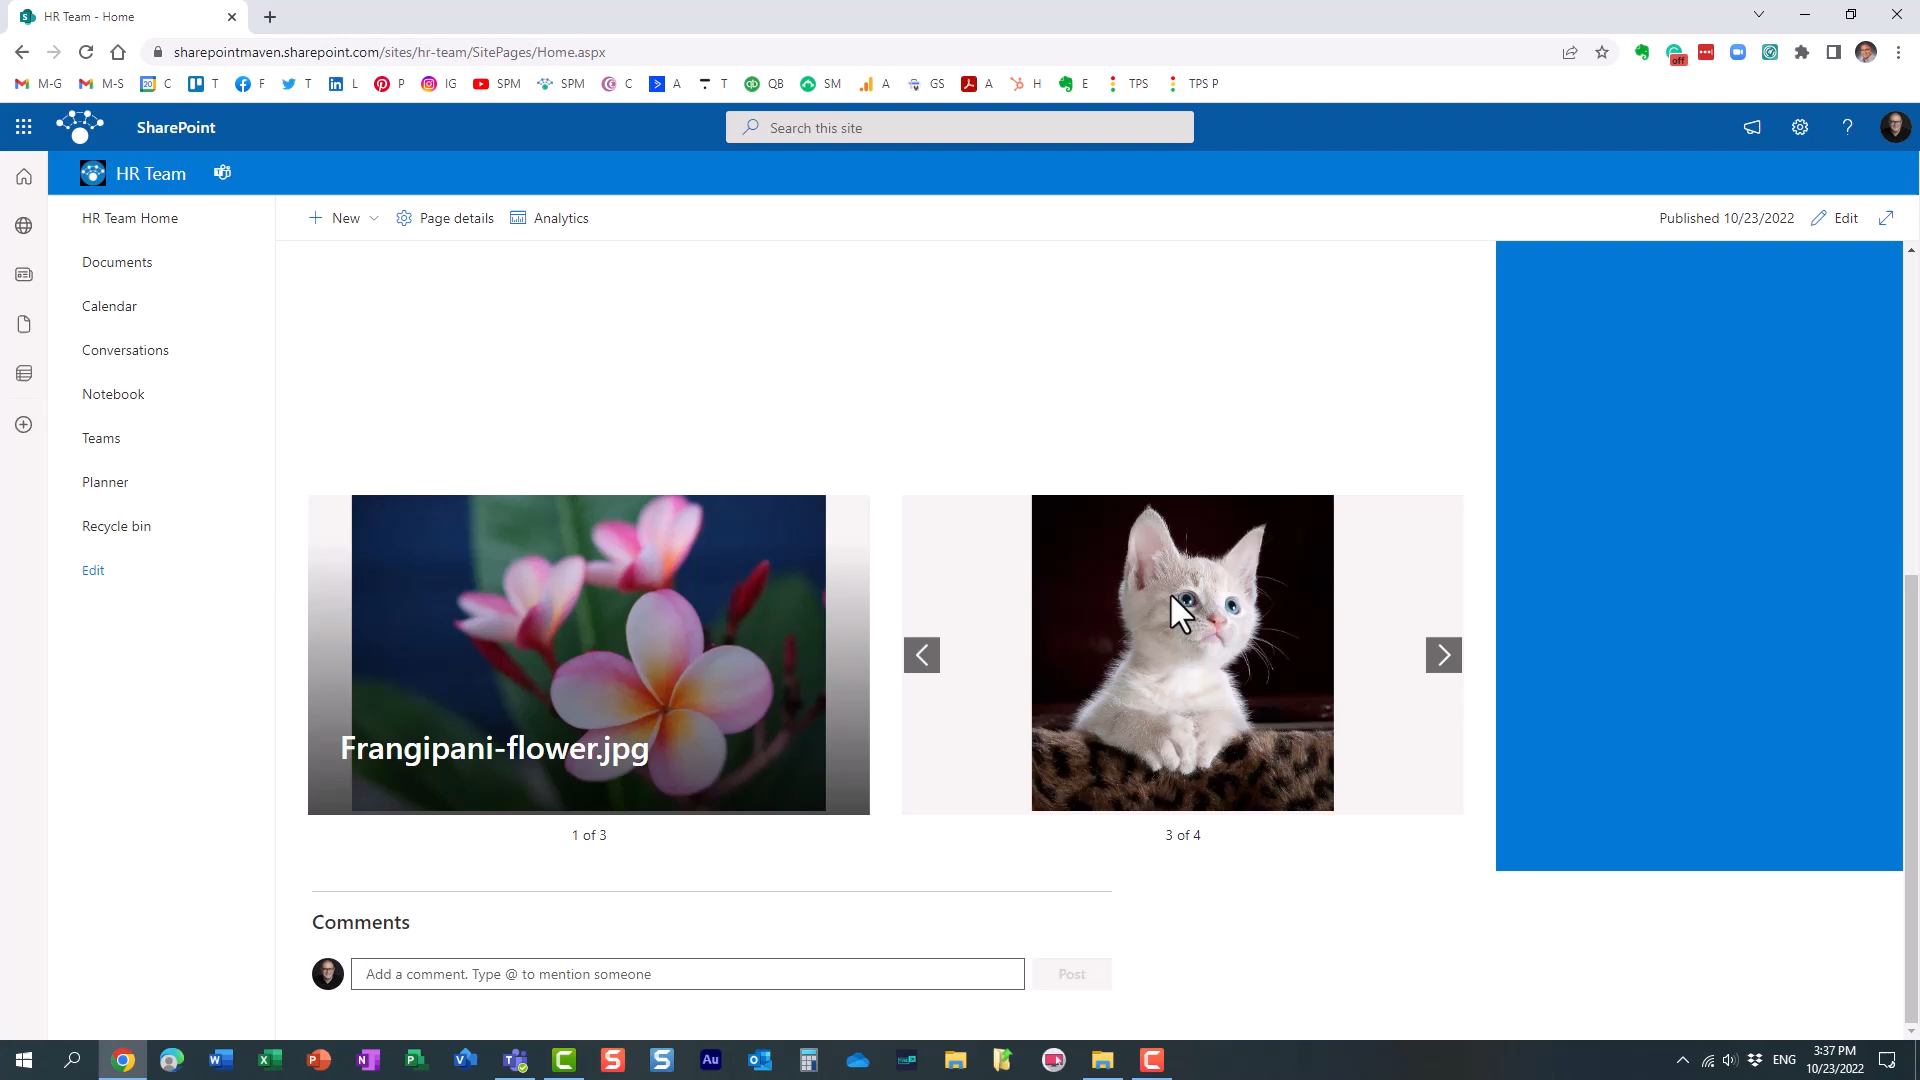 HR Team - Home
sharepointmaven.sharepoint.com/sites/hr-team/SitePages/Home.aspx
off
M-G
M-S
20
C
T
F
T
L
P
IG
SPM
SPM
C
A
T
QB
SM
A
GS
A
H
E
TPS
TPS P
SharePoint
Search this site
HR Team
HR Team Home
Documents
Calendar
Conversations
Notebook
Teams
Planner
Recycle bin
Edit
New
Page details
Analytics
Published 10/23/2022
Edit
Frangipani-flower.jpg
1 of 3
3 of 4
Comments
Add a comment. Type @ to mention someone
Post
ENG
3:37 PM
10/23/2022